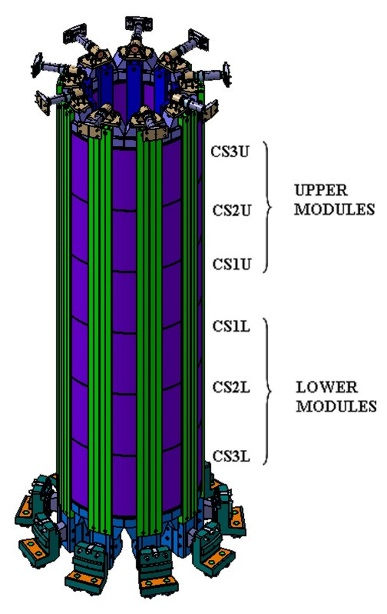 CS3U
CS2U
CS1U
UPPER
MODULES
CS1L
CS2L
CS3L
LOWER
MODULES